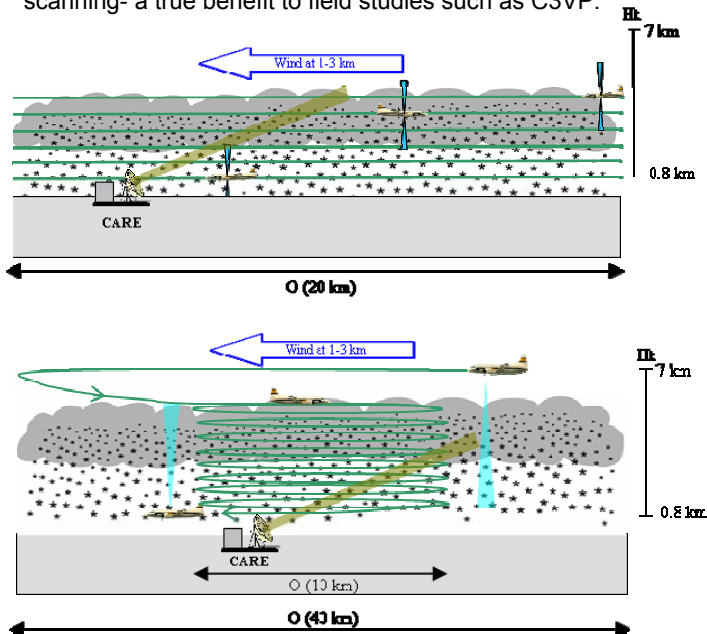 scanning- a true benefit to field studies such as C3VP.
Ht.
7 km
Wind at 1-3 km
0.8 km
CARE
O (20 km)
Wind at 1-3 km
Ht.
7 km
0.8 km
CARE
O (10 km)
O (40 km)